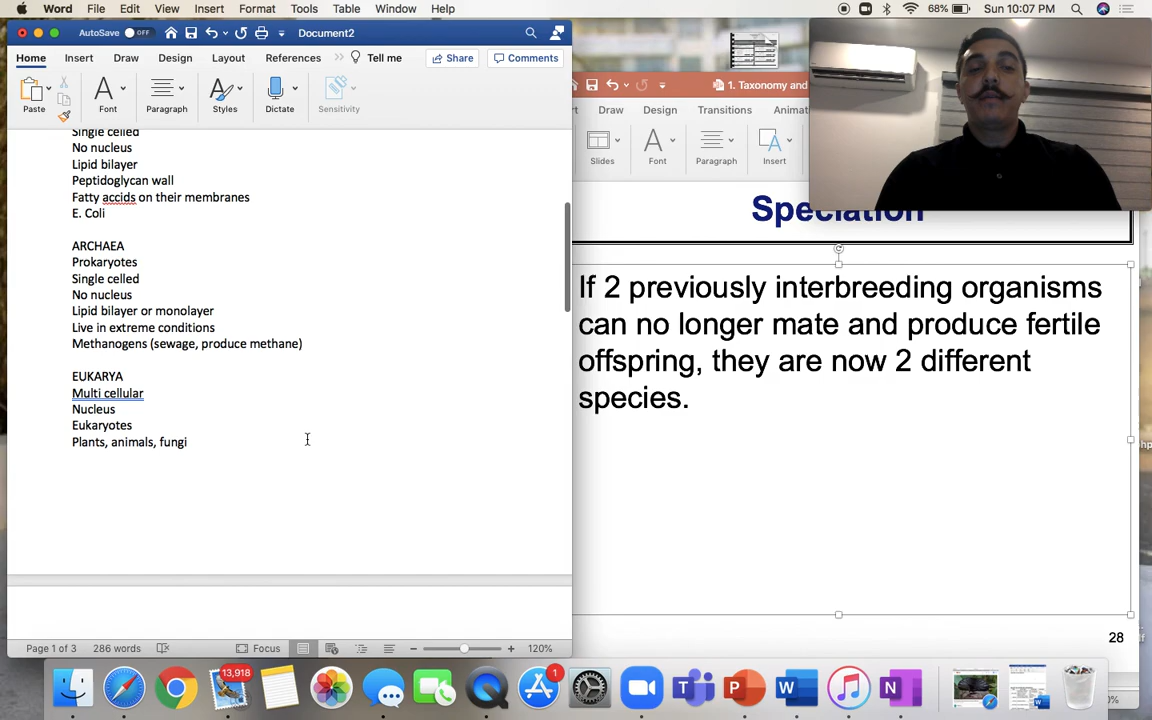 Word File Edit View Insert Format Tools Table Window Help
68% Sun 10:07 PM
AutoSave OFF Document2
Home Insert Draw Design Layout References Tell me Share Comments
Paste Font Paragraph Styles Dictate Sensitivity
Single celled
No nucleus
Lipid bilayer
Peptidoglycan wall
Fatty accids on their membranes
E. Coli
ARCHAEA
Prokaryotes
Single celled
No nucleus
Lipid bilayer or monolayer
Live in extreme conditions
Methanogens (sewage, produce methane)
EUKARYA
Multi cellular
Nucleus
Eukaryotes
Plants, animals, fungi
Page 1 of 3 286 words Focus 120%
1. Taxonomy and
Draw Design Transitions Animat
Slides Font Paragraph Insert
Speciation
If 2 previously interbreeding organisms
can no longer mate and produce fertile
offspring, they are now 2 different
species.
28
13,918
1